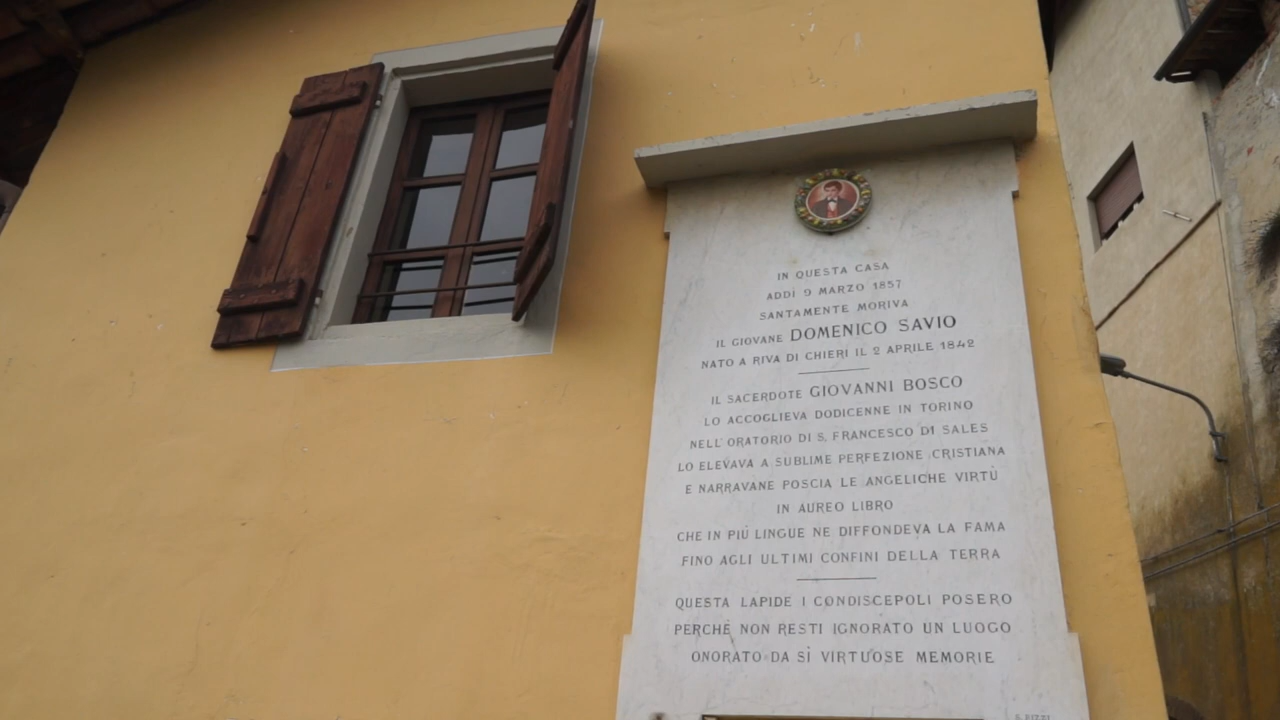 IN QUESTA CASA
ADDI 9 MARZO 1857
SANTAMENTE MORIVA
IL GIOVANE DOMENICO SAVIO
NATO A RIVA DI CHIERI IL 2 APRILE 1842
IL SACERDOTE GIOVANNI BOSCO
LO ACCOGLIEVA DODICENNE IN TORINO
NELL'ORATORIO DI S. FRANCESCO DI SALES
LO ELEVAVA A SUBLIME PERFEZIONE CRISTIANA
E NARRAVANE POSCIA LE ANGELICHE VIRTÙ
IN AUREO LIBRO
CHE IN PIÙ LINGUE NE DIFFONDEVA LA FAMA
FINO AGLI ULTIMI CONFINI DELLA TERRA
QUESTA LAPIDE I CONDISCEPOLI POSERO
PERCHÈ NON RESTI IGNORATO UN LUOGO
ONORATO DA SÌ VIRTUOSE MEMORIE